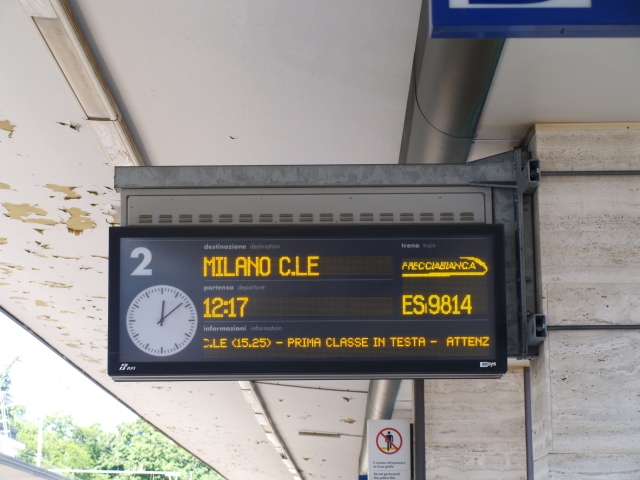 2
destinazione destination
treno train
MILANO C.LE
FRECCIABIANCA
partenza departure
12:17
ES:9814
informazioni information
C.LE (15.25) - PRIMA CLASSE IN TESTA - ATTENZ
RFI